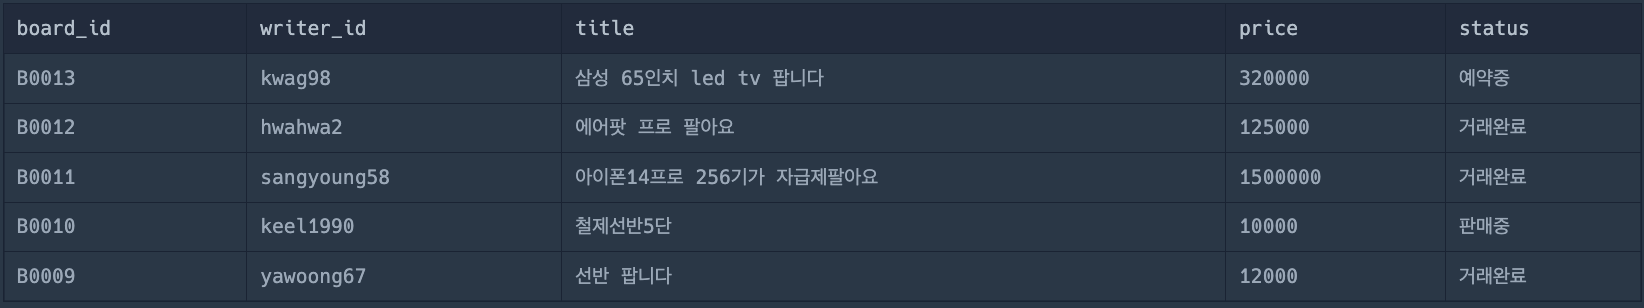 board_id writer_id title price status
B0013 kwag98 삼성 65인치 led tv 팝니다 320000 예약중
B0012 hwahwa2 에어팟 프로 팔아요 125000 거래완료
B0011 sangyoung58 아이폰14프로 256기가 자급제팔아요 1500000 거래완료
B0010 keel1990 철제선반5단 10000 판매중
B0009 yawoong67 선반 팝니다 12000 거래완료